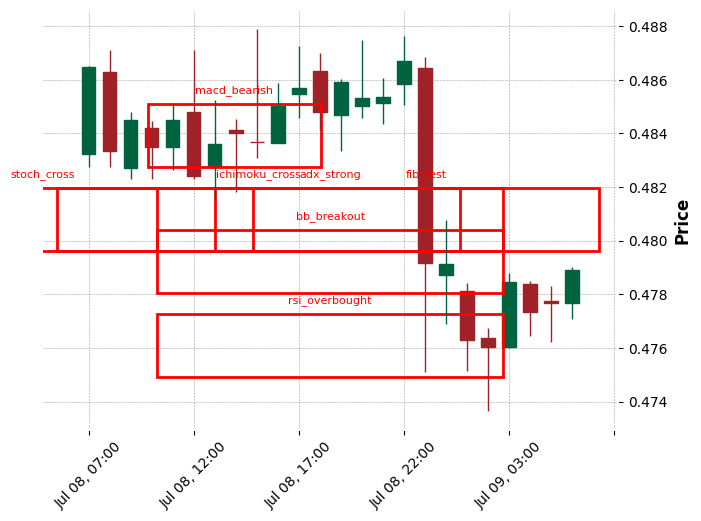 0.488
0.486
macd_bearish
0.484
stoch_cross
ichimoku_cross
adx_strong
fib_test
0.482
bb_breakout
0.480
Price
rsi_overbought
0.478
0.476
0.474
Jul 08, 07:00
Jul 08, 12:00
Jul 08, 17:00
Jul 08, 22:00
Jul 09, 03:00